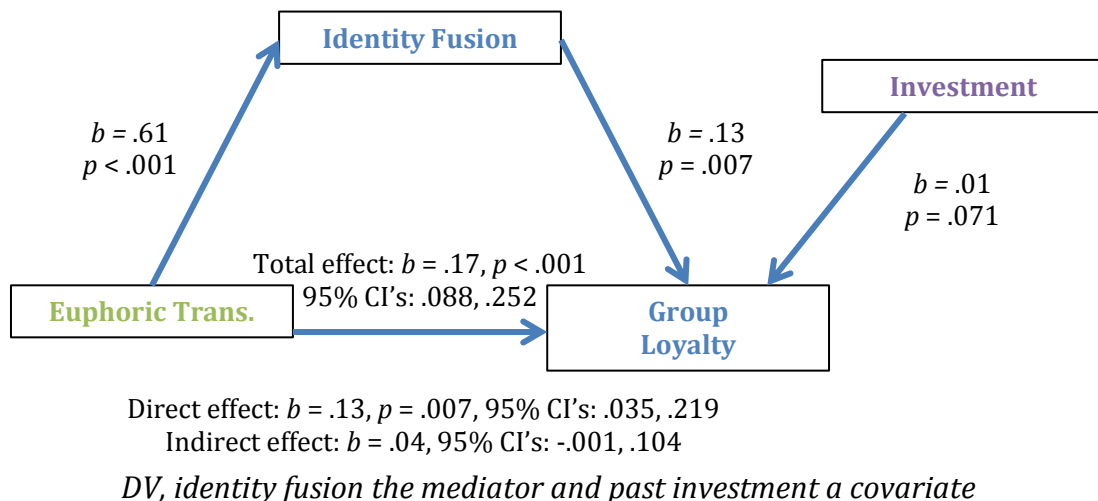 Identity Fusion
Investment
b = .61
p < .001
b = .13
p = .007
b = .01
p = .071
Total effect: b = .17, p < .001
95% CI’s: .088, .252
Euphoric Trans.
Group
Loyalty
Direct effect: b = .13, p = .007, 95% CI’s: .035, .219
Indirect effect: b = .04, 95% CI’s: -.001, .104
DV, identity fusion the mediator and past investment a covariate